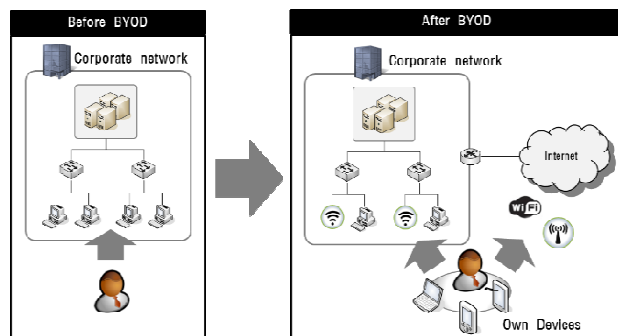 Before BYOD
Corporate network
After BYOD
Corporate network
Internet
WiFi
Own Devices